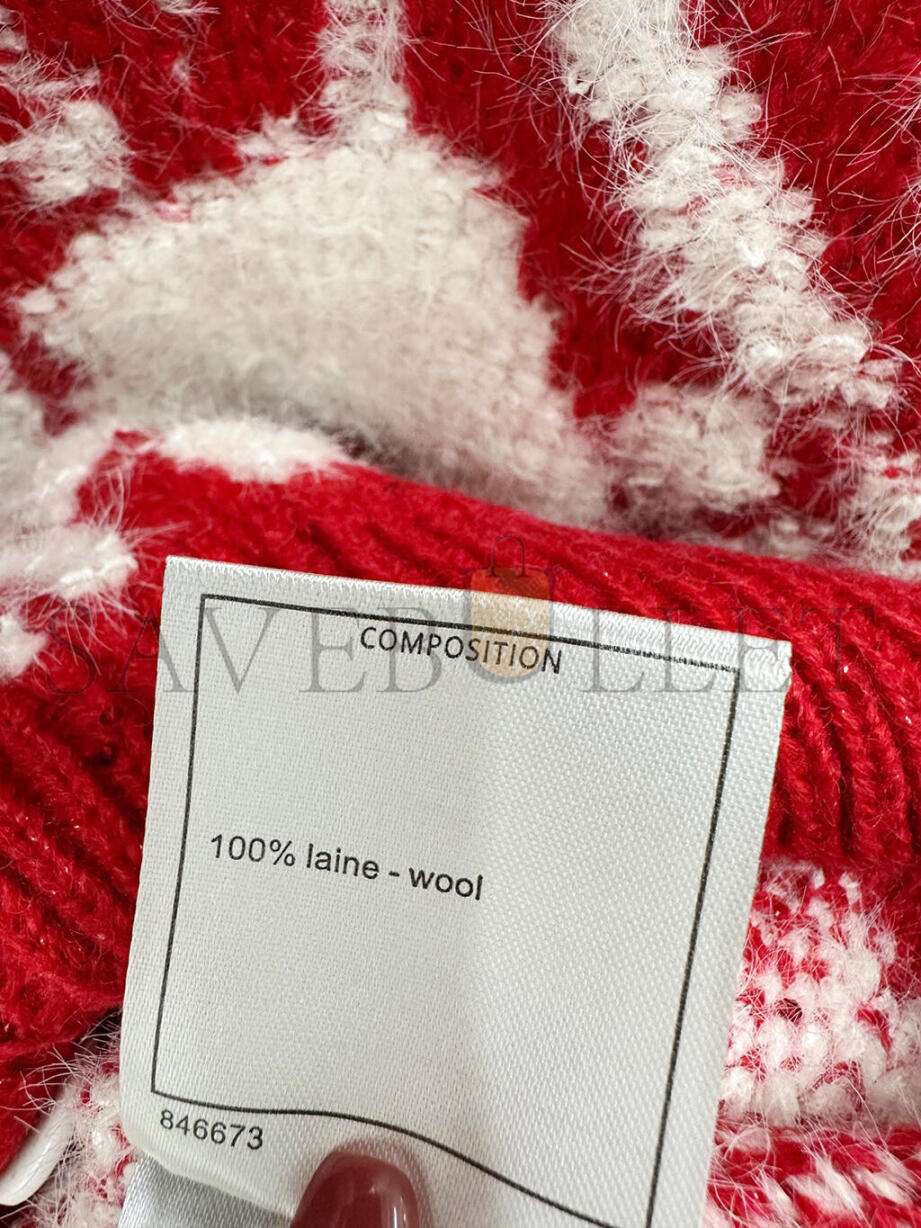 COMPOSITION
SAVEBULLET
100% laine - wool
846673